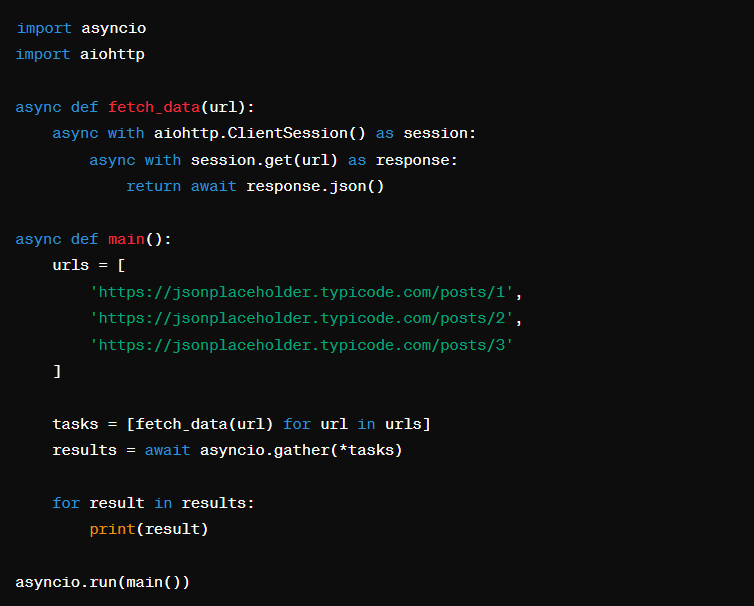 import asyncio
import aiohttp

async def fetch_data(url):
    async with aiohttp.ClientSession() as session:
        async with session.get(url) as response:
            return await response.json()

async def main():
    urls = [
        'https://jsonplaceholder.typicode.com/posts/1',
        'https://jsonplaceholder.typicode.com/posts/2',
        'https://jsonplaceholder.typicode.com/posts/3'
    ]

    tasks = [fetch_data(url) for url in urls]
    results = await asyncio.gather(*tasks)

    for result in results:
        print(result)

asyncio.run(main())